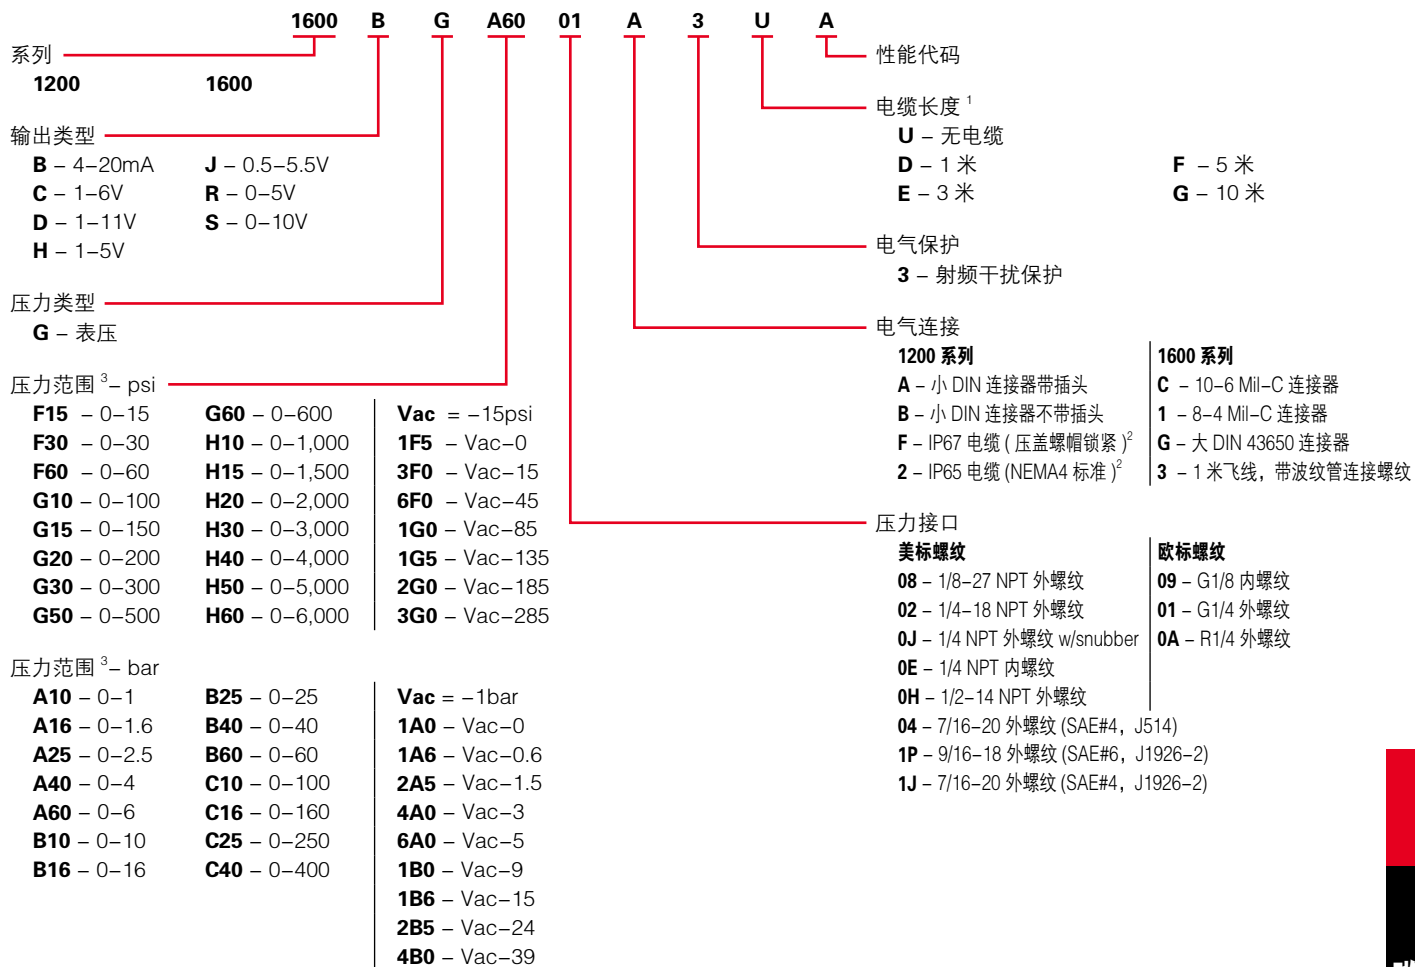 1600 B G A60 01 A 3 U A
系列
1200 1600
输出类型
B – 4–20mA J – 0.5–5.5V
C – 1–6V R – 0–5V
D – 1–11V S – 0–10V
H – 1–5V
压力类型
G – 表压
压力范围 3– psi
F15 – 0–15 G60 – 0–600 Vac = –15psi
F30 – 0–30 H10 – 0–1,000 1F5 – Vac–0
F60 – 0–60 H15 – 0–1,500 3F0 – Vac–15
G10 – 0–100 H20 – 0–2,000 6F0 – Vac–45
G15 – 0–150 H30 – 0–3,000 1G0 – Vac–85
G20 – 0–200 H40 – 0–4,000 1G5 – Vac–135
G30 – 0–300 H50 – 0–5,000 2G0 – Vac–185
G50 – 0–500 H60 – 0–6,000 3G0 – Vac–285
压力范围 3– bar
A10 – 0–1 B25 – 0–25 Vac = –1bar
A16 – 0–1.6 B40 – 0–40 1A0 – Vac–0
A25 – 0–2.5 B60 – 0–60 1A6 – Vac–0.6
A40 – 0–4 C10 – 0–100 2A5 – Vac–1.5
A60 – 0–6 C16 – 0–160 4A0 – Vac–3
B10 – 0–10 C25 – 0–250 6A0 – Vac–5
B16 – 0–16 C40 – 0–400 1B0 – Vac–9
1B6 – Vac–15
2B5 – Vac–24
4B0 – Vac–39
性能代码
电缆长度 1
U – 无电缆
D – 1 米 F – 5 米
E – 3 米 G – 10 米
电气保护
3 – 射频干扰保护
电气连接
1200 系列 1600 系列
A – 小 DIN 连接器带插头 C – 10–6 Mil–C 连接器
B – 小 DIN 连接器不带插头 1 – 8–4 Mil–C 连接器
F – IP67 电缆 ( 压盖螺帽锁紧 )2 G – 大 DIN 43650 连接器
2 – IP65 电缆 (NEMA4 标准 )2 3 – 1 米飞线，带波纹管连接螺纹
压力接口
美标螺纹 欧标螺纹
08 – 1/8–27 NPT 外螺纹 09 – G1/8 内螺纹
02 – 1/4–18 NPT 外螺纹 01 – G1/4 外螺纹
0J – 1/4 NPT 外螺纹 w/snubber 0A – R1/4 外螺纹
0E – 1/4 NPT 内螺纹
0H – 1/2–14 NPT 外螺纹
04 – 7/16–20 外螺纹 (SAE#4，J514)
1P – 9/16–18 外螺纹 (SAE#6，J1926–2)
1J – 7/16–20 外螺纹 (SAE#4，J1926–2)